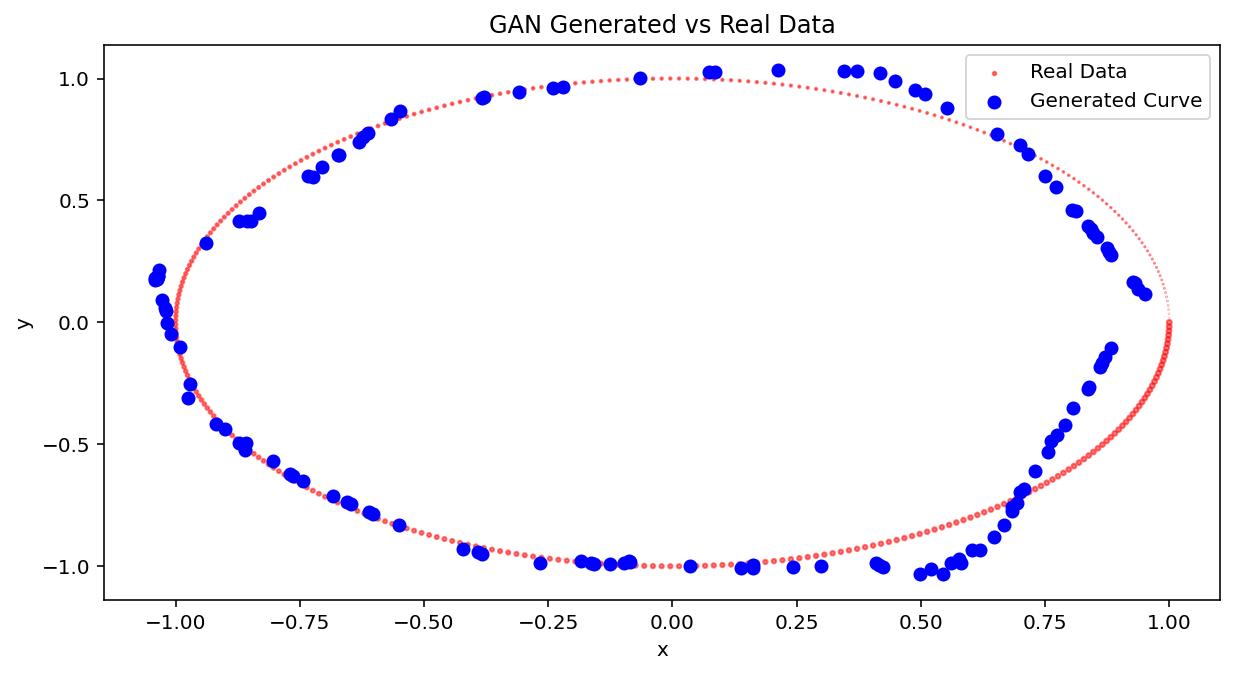 GAN Generated vs Real Data
Real Data
Generated Curve
1.0
0.5
0.0
−0.5
−1.0
y
−1.00 −0.75 −0.50 −0.25 0.00 0.25 0.50 0.75 1.00
x